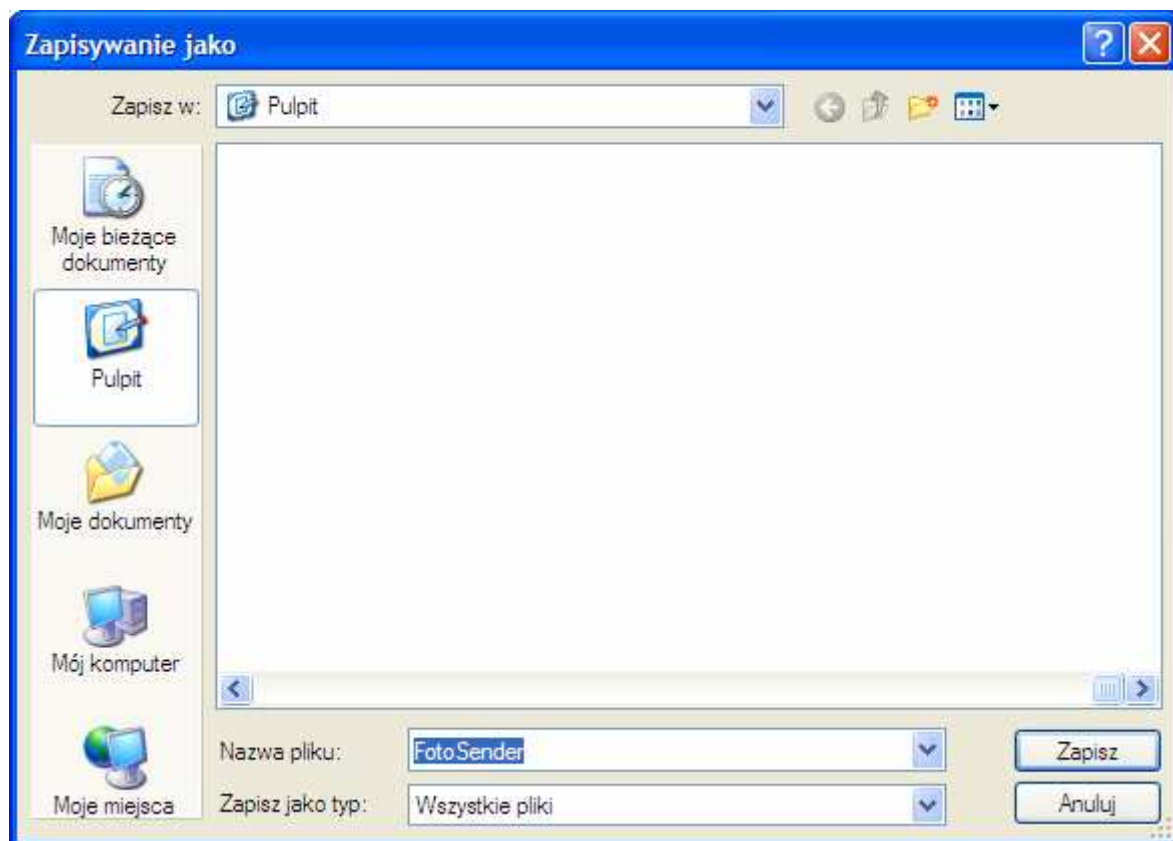 Zapisywanie jako
Zapisz w: Pulpit
Moje bieżące
dokumenty
Pulpit
Moje dokumenty
Mój komputer
Moje miejsca
Nazwa pliku: FotoSender Zapisz
Zapisz jako typ: Wszystkie pliki Anuluj